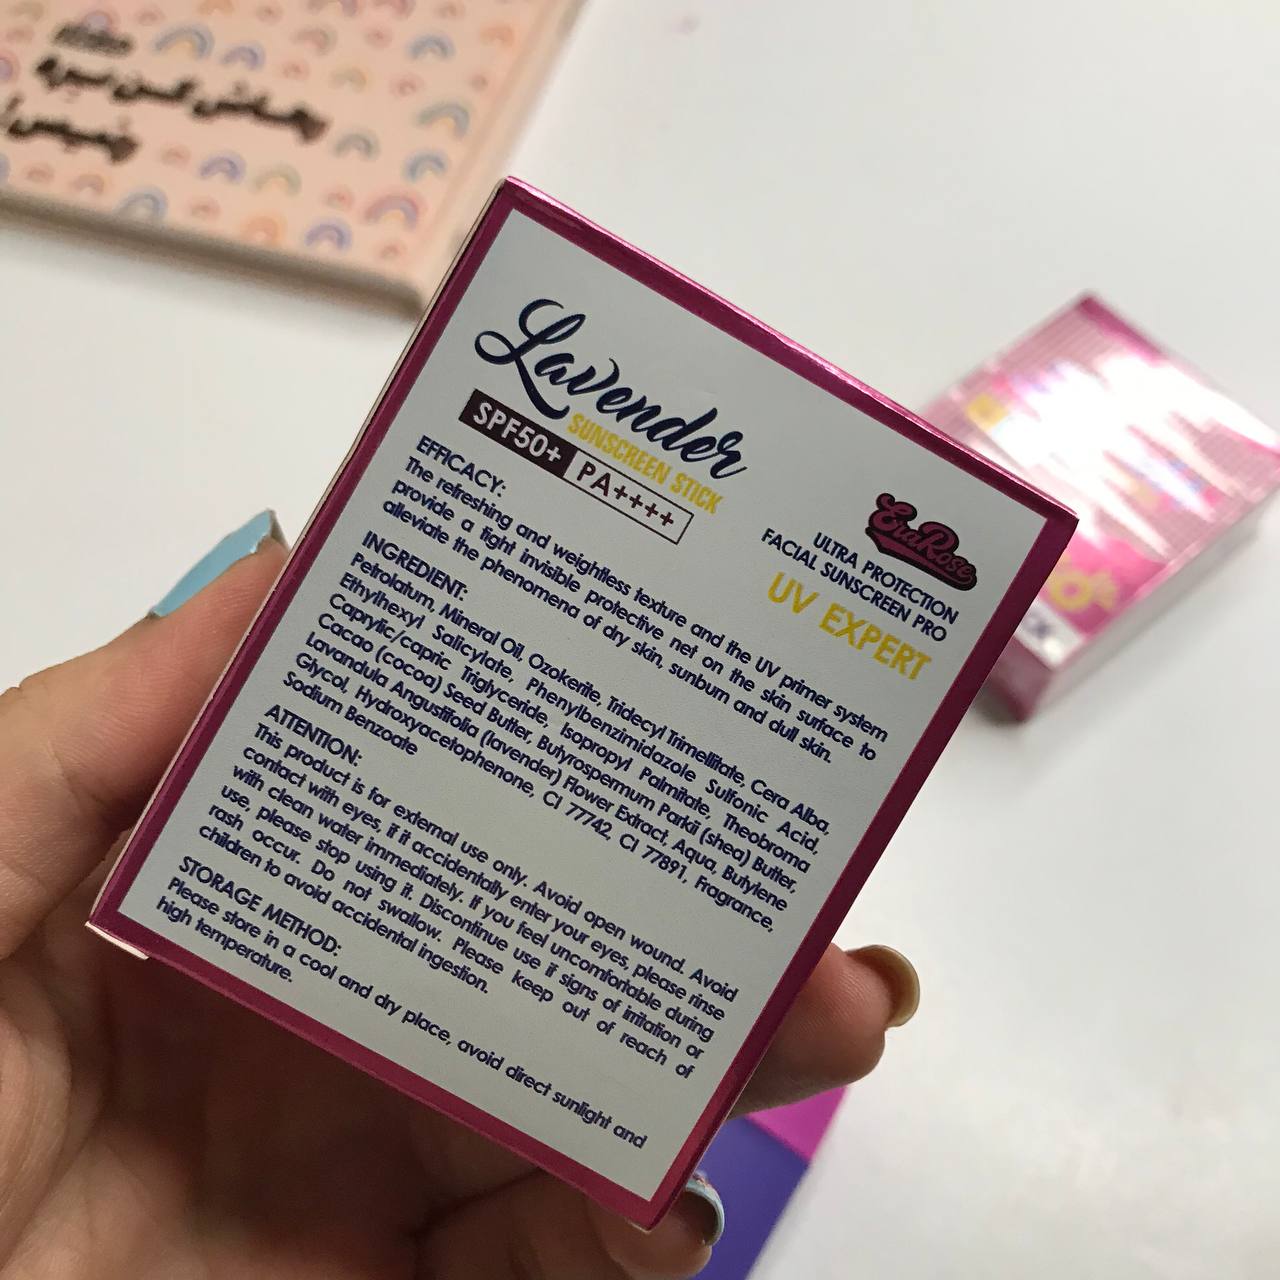 Lavender
SUNSCREEN STICK
SPF50+ PA++++
EraRose
ULTRA PROTECTION
FACIAL SUNSCREEN PRO
UV EXPERT
EFFICACY:
The refreshing and weightless texture and the UV primer system
provide a tight invisible protective net on the skin surface to
alleviate the phenomena of dry skin, sunburn and dull skin.
INGREDIENT:
Petrolatum, Mineral Oil, Ozokerite, Tridecyl Trimellitate, Cera Alba,
Ethylhexyl Salicylate, Phenylbenzimidazole Sulfonic Acid,
Caprylic/capric Triglyceride, Isopropyl Palmitate, Theobroma
Cacao (cocoa) Seed Butter, Butyrospermum Parkii (shea) Butter,
Lavandula Angustifolia (lavender) Flower Extract, Aqua, Butylene
Glycol, Hydroxyacetophenone, CI 77742, CI 77891, Fragrance,
Sodium Benzoate
ATTENTION:
This product is for external use only. Avoid open wound. Avoid
contact with eyes, if it accidentally enter your eyes, please rinse
with clean water immediately. If you feel uncomfortable during
use, please stop using it. Discontinue use if signs of irritation or
rash occur. Do not swallow. Please keep out of reach of
children to avoid accidental ingestion.
STORAGE METHOD:
Please store in a cool and dry place, avoid direct sunlight and
high temperature.